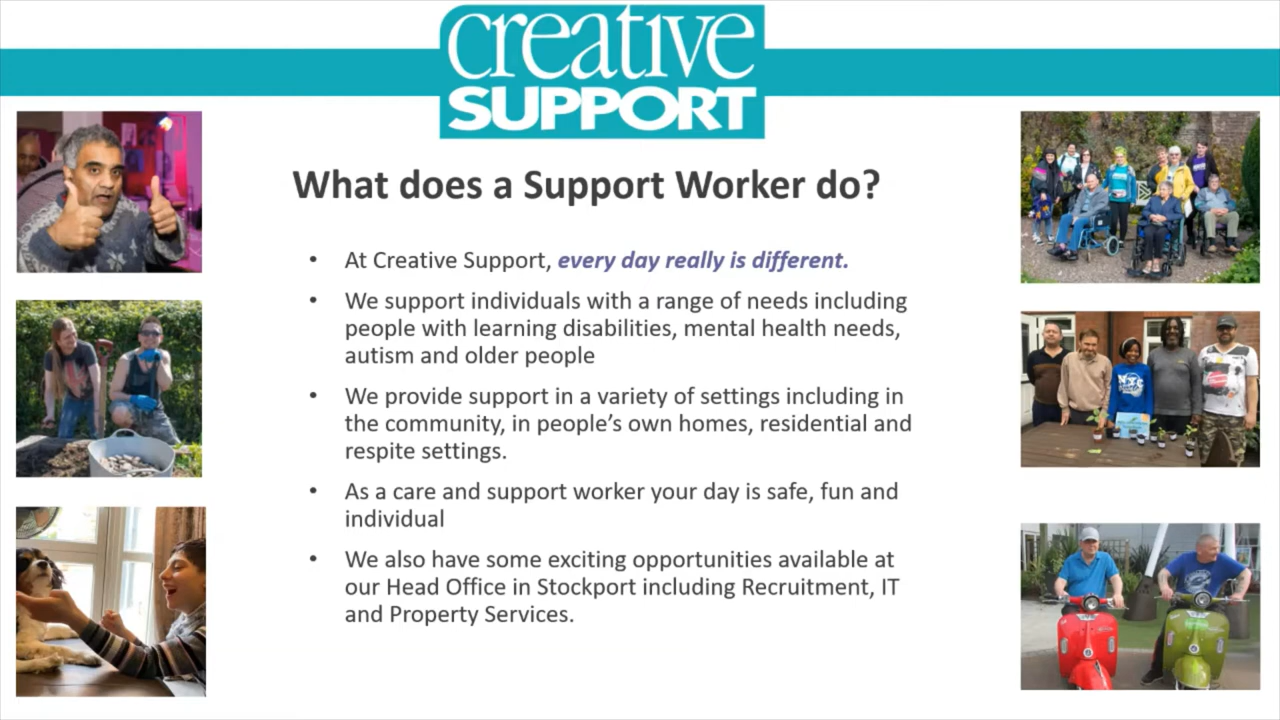 creative
SUPPORT
What does a Support Worker do?
• At Creative Support, every day really is different.
• We support individuals with a range of needs including
people with learning disabilities, mental health needs,
autism and older people
• We provide support in a variety of settings including in
the community, in people’s own homes, residential and
respite settings.
• As a care and support worker your day is safe, fun and
individual
• We also have some exciting opportunities available at
our Head Office in Stockport including Recruitment, IT
and Property Services.